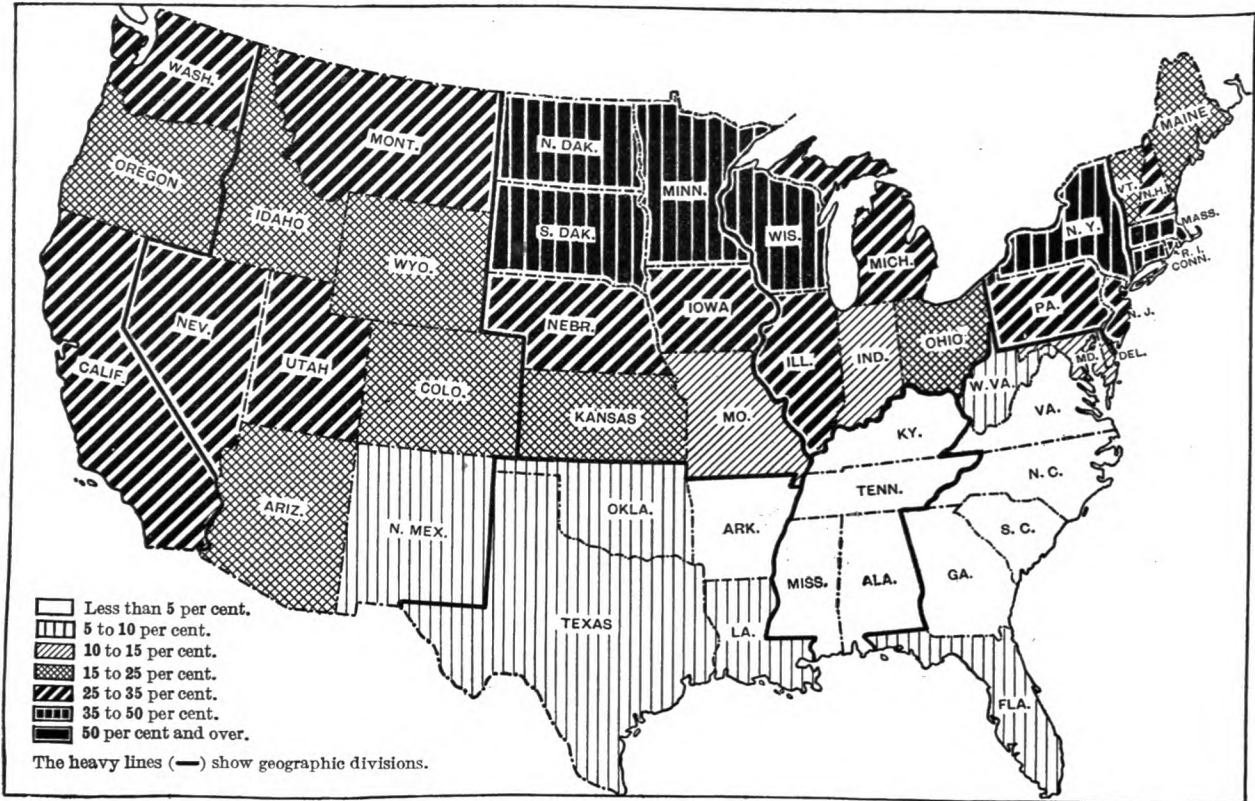 WASH.
MONT.
N. DAK.
MINN.
MAINE
OREGON
IDAHO
VT.
N.H.
S. DAK.
WIS.
N. Y.
MASS.
R. I.
CONN.
WYO.
MICH.
NEV.
NEBR.
IOWA
PA.
N. J.
CALIF.
UTAH
COLO.
ILL.
IND.
OHIO
MD.
DEL.
W.VA.
KANSAS
MO.
KY.
VA.
ARIZ.
N. MEX.
OKLA.
ARK.
TENN.
N. C.
S. C.
MISS.
ALA.
GA.
TEXAS
LA.
FLA.
Less than 5 per cent.
5 to 10 per cent.
10 to 15 per cent.
15 to 25 per cent.
25 to 35 per cent.
35 to 50 per cent.
50 per cent and over.
The heavy lines (—) show geographic divisions.